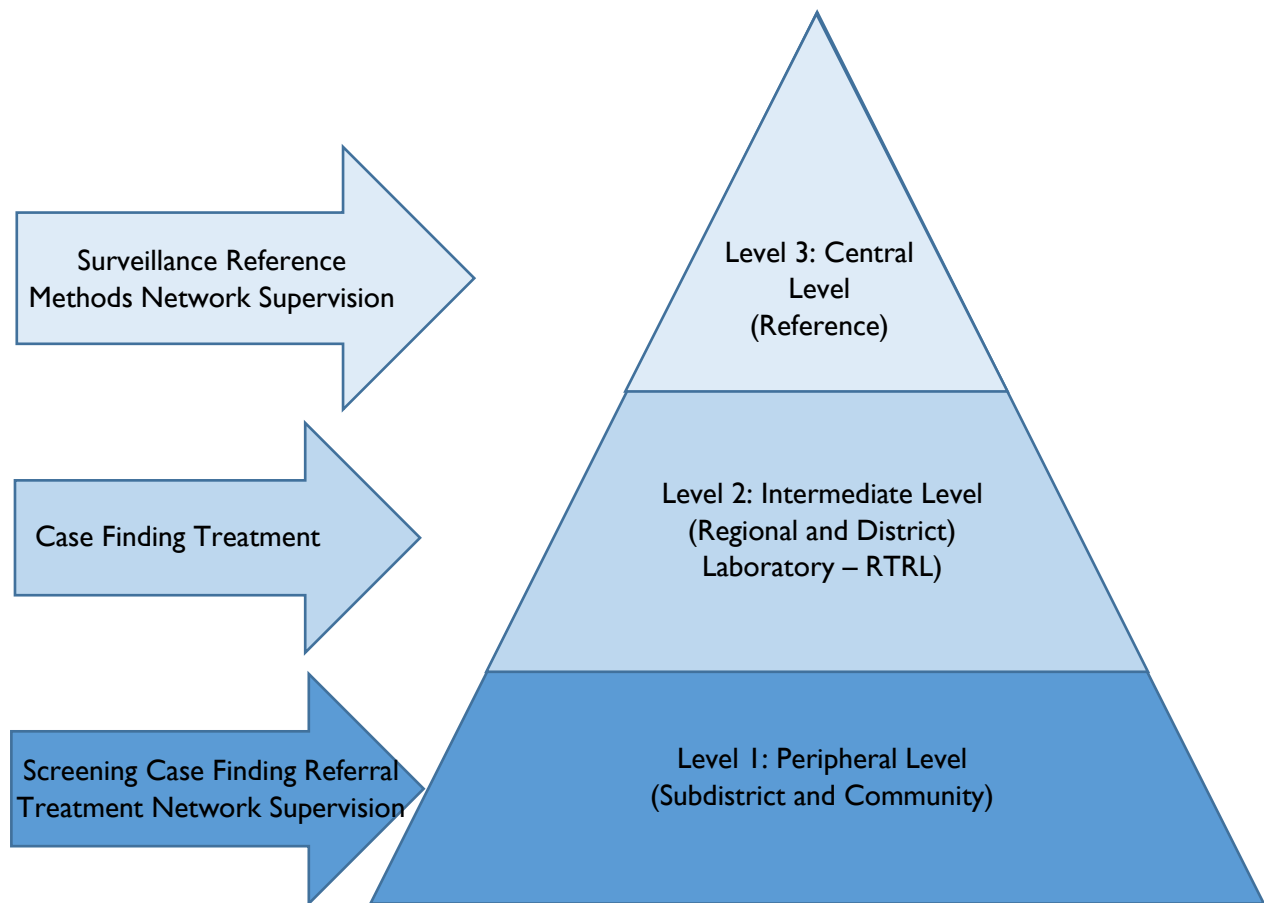 Surveillance Reference
Methods Network Supervision
Level 3: Central
Level
(Reference)
Case Finding Treatment
Level 2: Intermediate Level
(Regional and District)
Laboratory – RTRL)
Screening Case Finding Referral
Treatment Network Supervision
Level 1: Peripheral Level
(Subdistrict and Community)